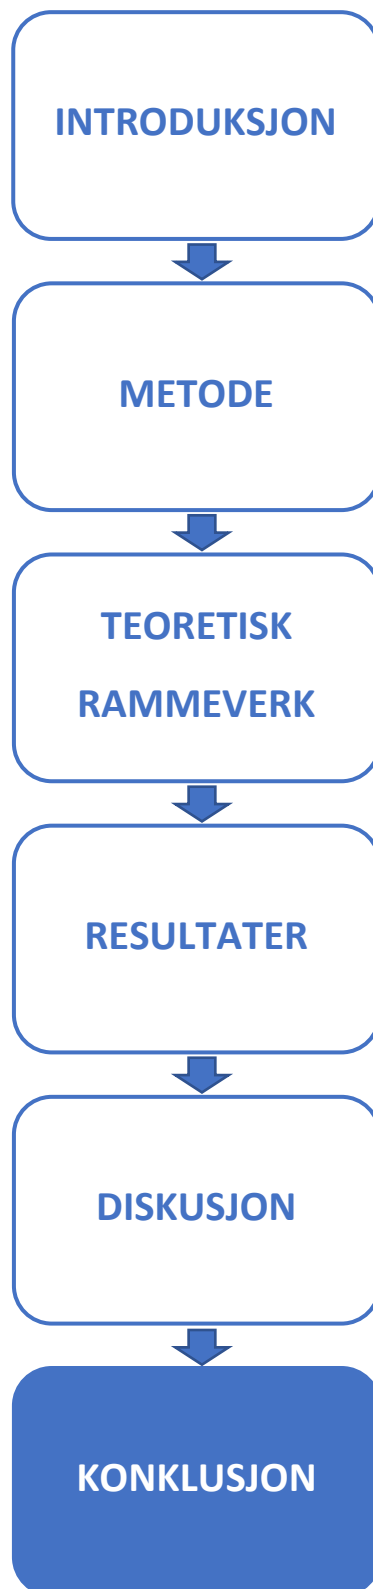 INTRODUKSJON
METODE
TEORETISK
RAMMEVERK
RESULTATER
DISKUSJON
KONKLUSJON